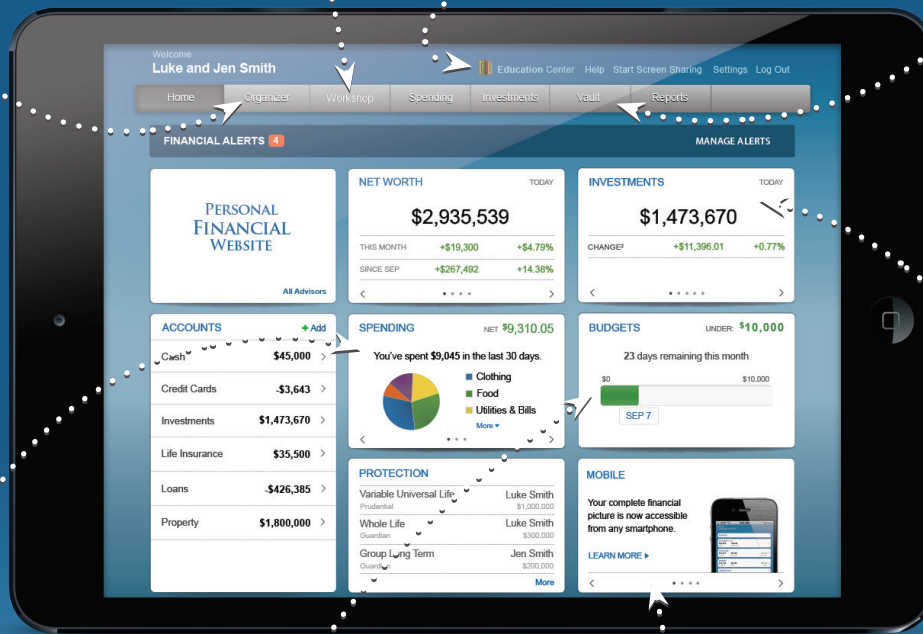 Welcome
Luke and Jen Smith
Education Center Help Start Screen Sharing Settings Log Out
Home Organizer Workshop Spending Investments Vault Reports
FINANCIAL ALERTS 4 MANAGE ALERTS
PERSONAL
FINANCIAL
WEBSITE
All Advisors
NET WORTH TODAY
$2,935,539
THIS MONTH +$19,300 +$4.79%
SINCE SEP +$267,492 +14.38%
INVESTMENTS TODAY
$1,473,670
CHANGE‡ +$11,396.01 +0.77%
ACCOUNTS + Add
Cash $45,000 >
Credit Cards -$3,643 >
Investments $1,473,670 >
Life Insurance $35,500 >
Loans -$426,385 >
Property $1,800,000 >
SPENDING NET $9,310.05
You've spent $9,045 in the last 30 days.
Clothing
Food
Utilities & Bills
More
BUDGETS UNDER: $10,000
23 days remaining this month
$0 $10,000
SEP 7
PROTECTION
Variable Universal Life Luke Smith
Prudential $1,000,000
Whole Life Luke Smith
Guardian $300,000
Group Long Term Jen Smith
Guardian $200,000
More
MOBILE
Your complete financial
picture is now accessible
from any smartphone.
LEARN MORE